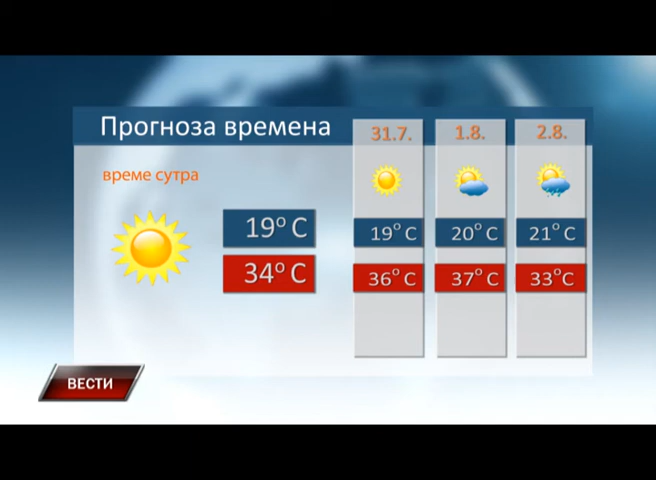 Прогноза времена
време сутра
19° C
34° C
31.7.
19° C
36° C
1.8.
20° C
37° C
2.8.
21° C
33°C
ВЕСТИ